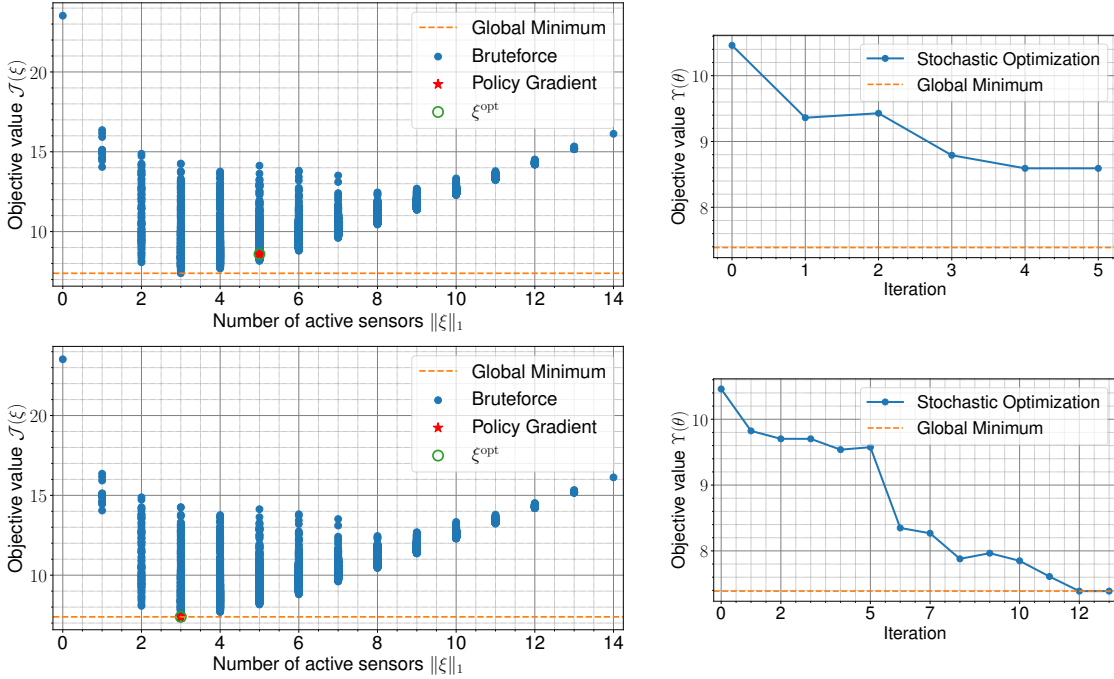 Objective value 𝒥(ξ)
20
15
10
Global Minimum
Bruteforce
Policy Gradient
ξ^opt
0 2 4 6 8 10 12 14
Number of active sensors ‖ξ‖₁
Objective value Υ(θ)
10
9
8
Stochastic Optimization
Global Minimum
0 1 2 3 4 5
Iteration
Objective value 𝒥(ξ)
20
15
10
Global Minimum
Bruteforce
Policy Gradient
ξ^opt
0 2 4 6 8 10 12 14
Number of active sensors ‖ξ‖₁
Objective value Υ(θ)
10
9
8
Stochastic Optimization
Global Minimum
0 2 5 7 10 12
Iteration